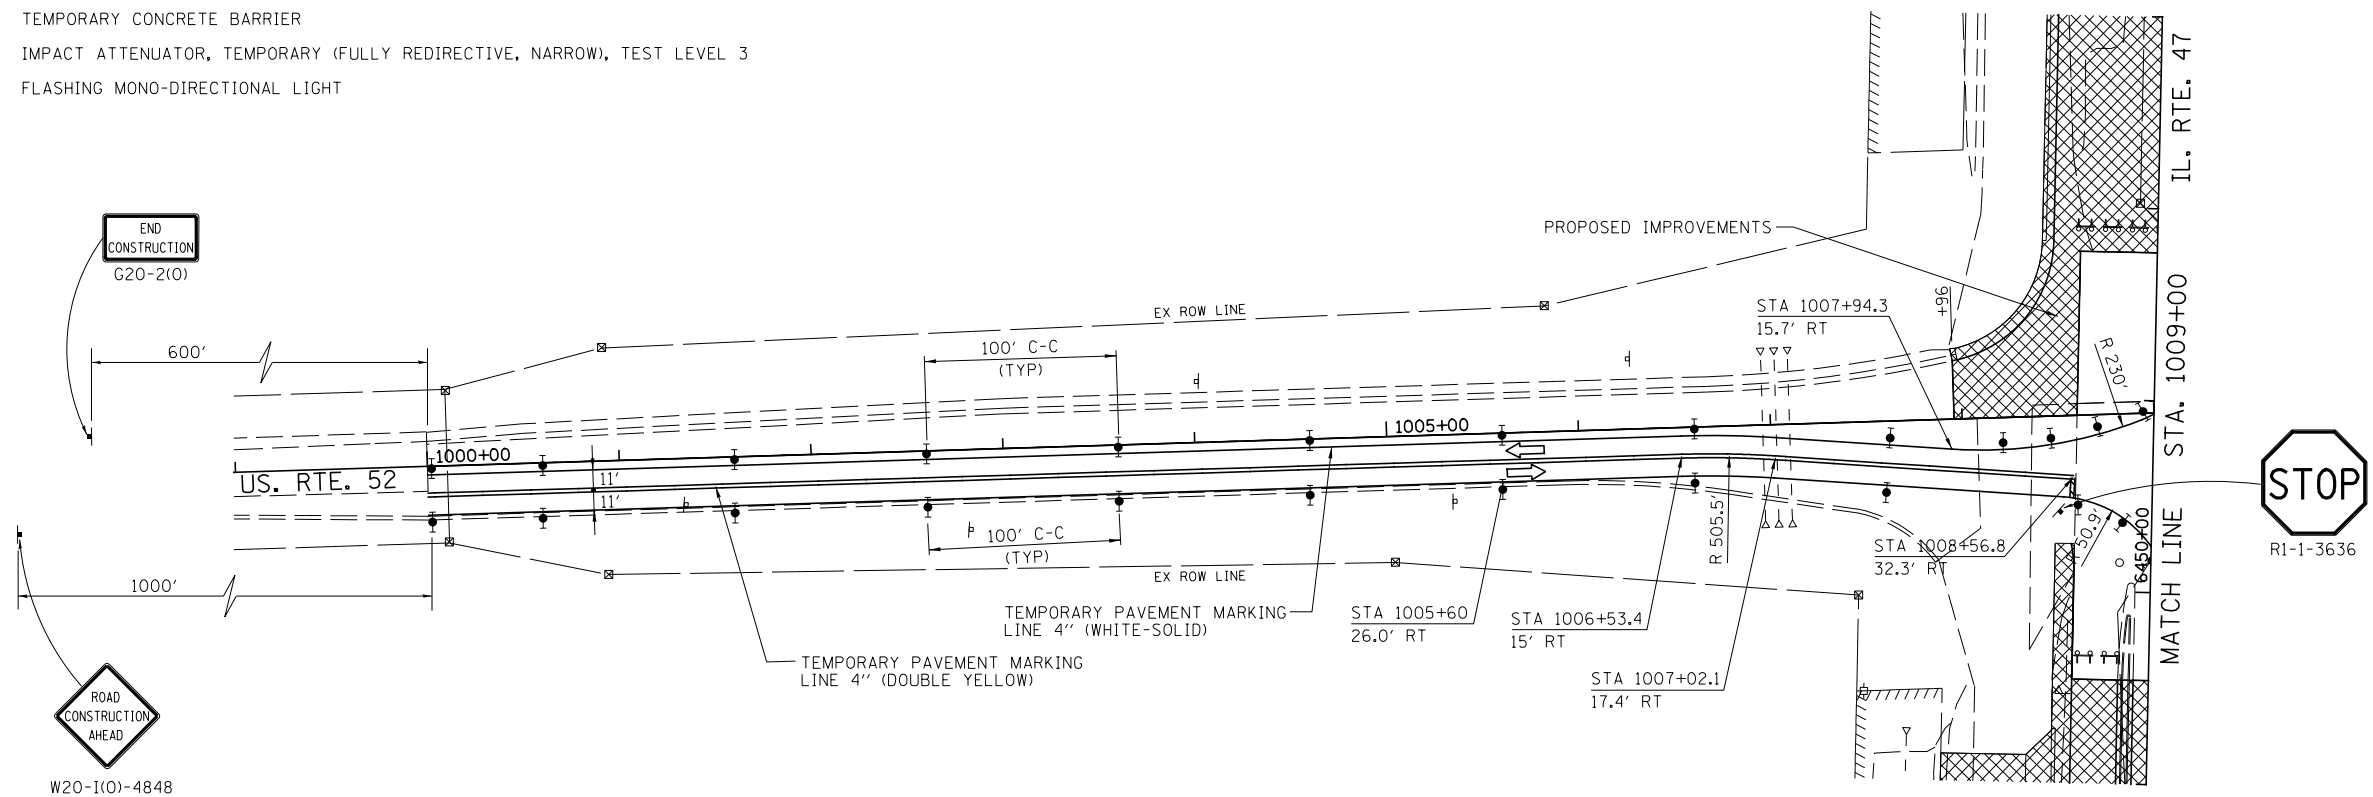 TEMPORARY CONCRETE BARRIER
IMPACT ATTENUATOR, TEMPORARY (FULLY REDIRECTIVE, NARROW), TEST LEVEL 3
FLASHING MONO-DIRECTIONAL LIGHT
IL. RTE. 47
END
CONSTRUCTION
G20-2(O)
PROPOSED IMPROVEMENTS
EX ROW LINE
STA 1007+94.3
15.7' RT
+96
R 230'
STA. 1009+00
600'
100' C-C
(TYP)
1005+00
1000+00
US. RTE. 52
11'
11'
STOP
R1-1-3636
100' C-C
(TYP)
R 505.5'
STA 1008+56.8
32.3' RT
50.9'
6450+00
MATCH LINE
1000'
EX ROW LINE
TEMPORARY PAVEMENT MARKING
LINE 4'' (WHITE-SOLID)
STA 1005+60
26.0' RT
STA 1006+53.4
15' RT
TEMPORARY PAVEMENT MARKING
LINE 4'' (DOUBLE YELLOW)
STA 1007+02.1
17.4' RT
ROAD
CONSTRUCTION
AHEAD
W20-I(O)-4848